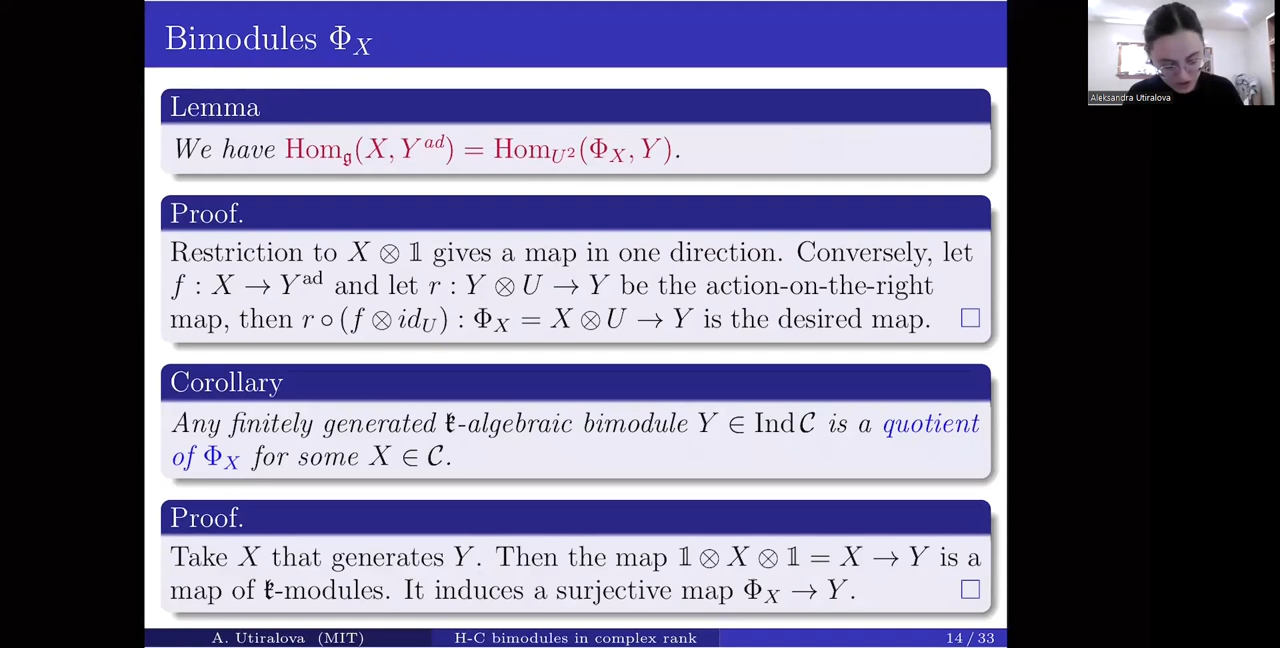 Bimodules Φ_X
Lemma
We have Hom_𝔤(X, Y^{ad}) = Hom_{U²}(Φ_X, Y).
Proof.
Restriction to X ⊗ 𝟙 gives a map in one direction. Conversely, let
f : X → Y^{ad} and let r : Y ⊗ U → Y be the action-on-the-right
map, then r ∘ (f ⊗ id_U) : Φ_X = X ⊗ U → Y is the desired map. □
Corollary
Any finitely generated 𝔨-algebraic bimodule Y ∈ Ind 𝒞 is a quotient
of Φ_X for some X ∈ 𝒞.
Proof.
Take X that generates Y. Then the map 𝟙 ⊗ X ⊗ 𝟙 = X → Y is a
map of 𝔨-modules. It induces a surjective map Φ_X → Y. □
A. Utiralova (MIT) H-C bimodules in complex rank 14 / 33
Aleksandra Utiralova